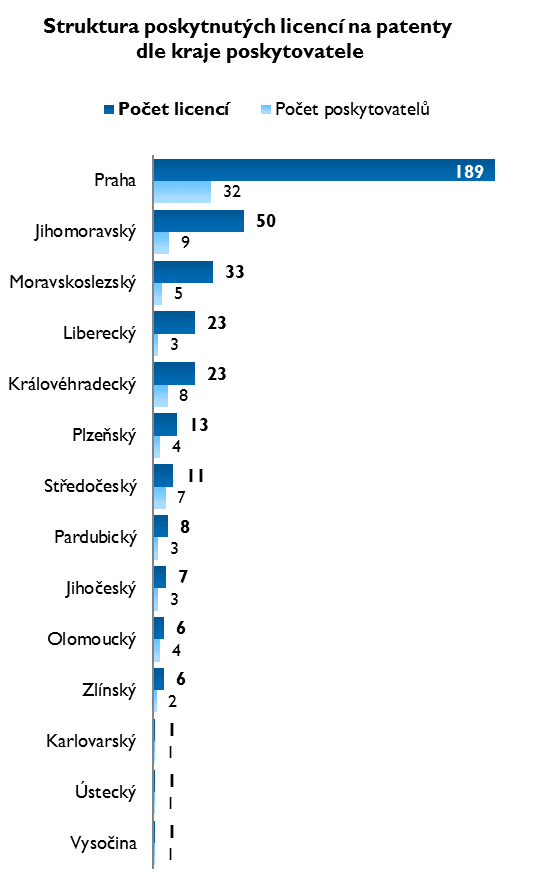 Struktura poskytnutých licencí na patenty
dle kraje poskytovatele
Počet licencí Počet poskytovatelů
Praha 189
32
Jihomoravský 50
9
Moravskoslezský 33
5
Liberecký 23
3
Královéhradecký 23
8
Plzeňský 13
4
Středočeský 11
7
Pardubický 8
3
Jihočeský 7
3
Olomoucký 6
4
Zlínský 6
2
Karlovarský 1
1
Ústecký 1
1
Vysočina 1
1